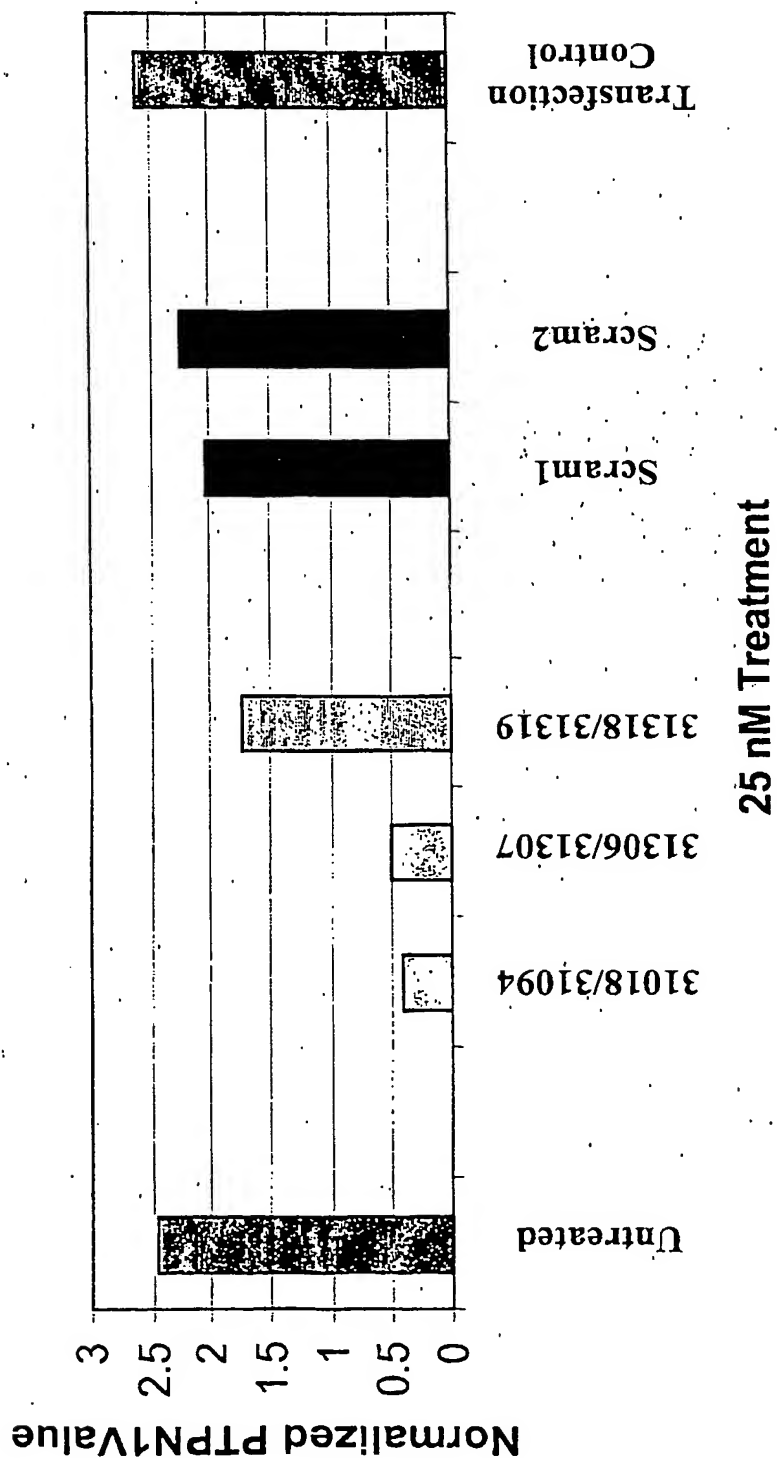 Normalized PTPN1Value
3
2.5
2
1.5
1
0.5
0
Untreated
31018/31094
31306/31307
31318/31319
Scram1
Scram2
Transfection
Control
25 nM Treatment